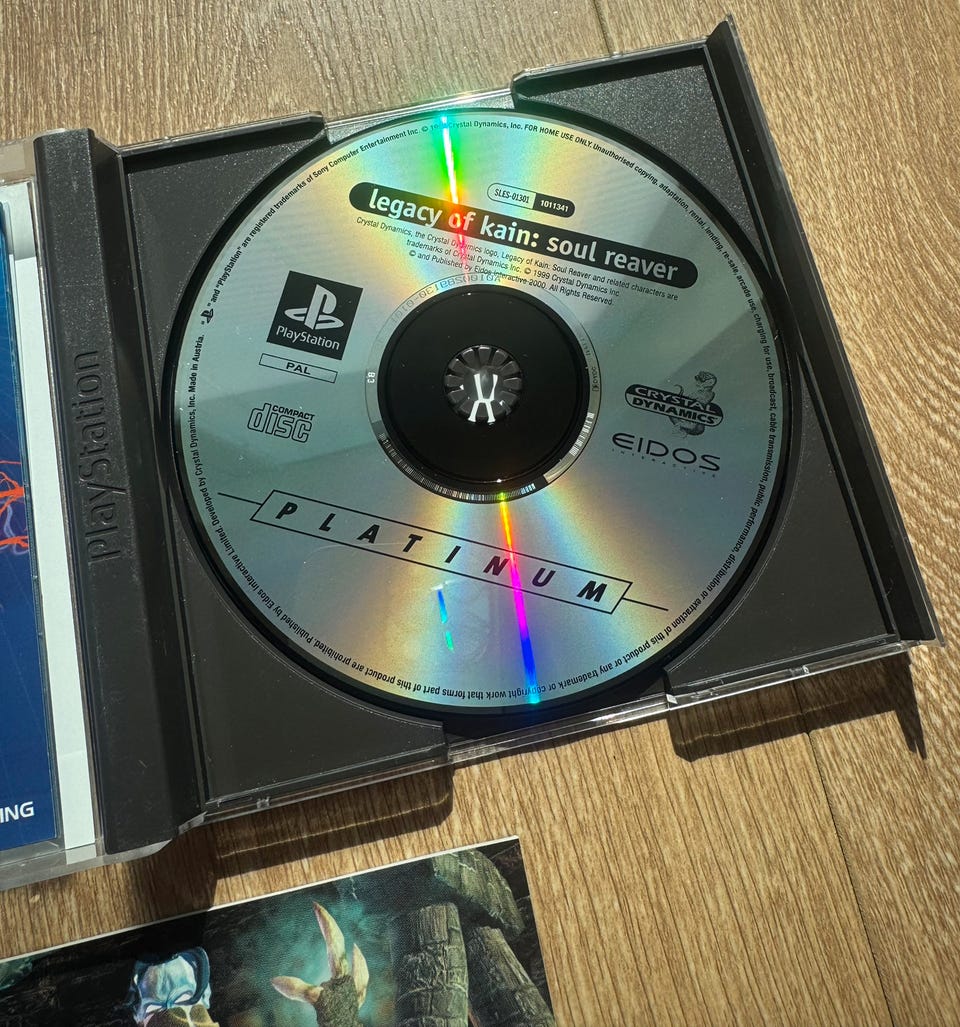 SLES-01301 1011341
legacy of kain: soul reaver
Crystal Dynamics, the Crystal Dynamics logo, Legacy of Kain: Soul Reaver and related characters are
trademarks of Crystal Dynamics Inc. © 1999 Crystal Dynamics Inc
© and Published by Eidos Interactive 2000. All Rights Reserved.
PlayStation
PAL
COMPACT
disc
CRYSTAL
DYNAMICS
EIDOS
INTERACTIVE
PLATINUM
and "PlayStation" are registered trademarks of Sony Computer Entertainment Inc. © Crystal Dynamics, Inc. FOR HOME USE ONLY. Unauthorised copying, adaptation, rental, lending, re-sale, arcade use, charging for use, broadcast, cable transmission, public performance, distribution or extraction of this product or any trademark or copyright work that forms part of this product are prohibited. Published by Eidos Interactive Limited. Developed by Crystal Dynamics, Inc. Made in Austria.
B3
PlayStation
ING